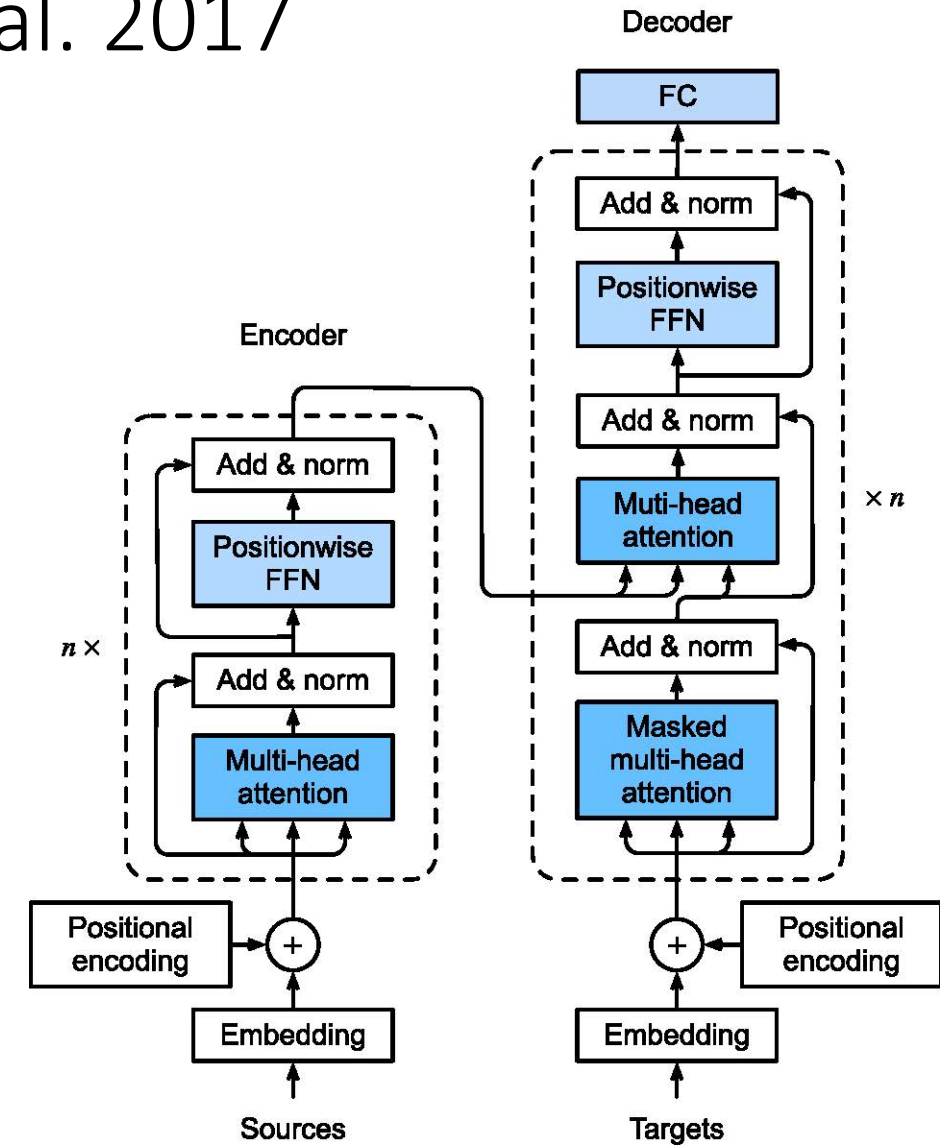 al. 2017
Decoder
FC
Add & norm
Positionwise
FFN
Add & norm
Muti-head
attention
× n
Add & norm
Masked
multi-head
attention
Positional
encoding
+
Embedding
Targets
Encoder
Add & norm
Positionwise
FFN
n ×
Add & norm
Multi-head
attention
Positional
encoding
+
Embedding
Sources